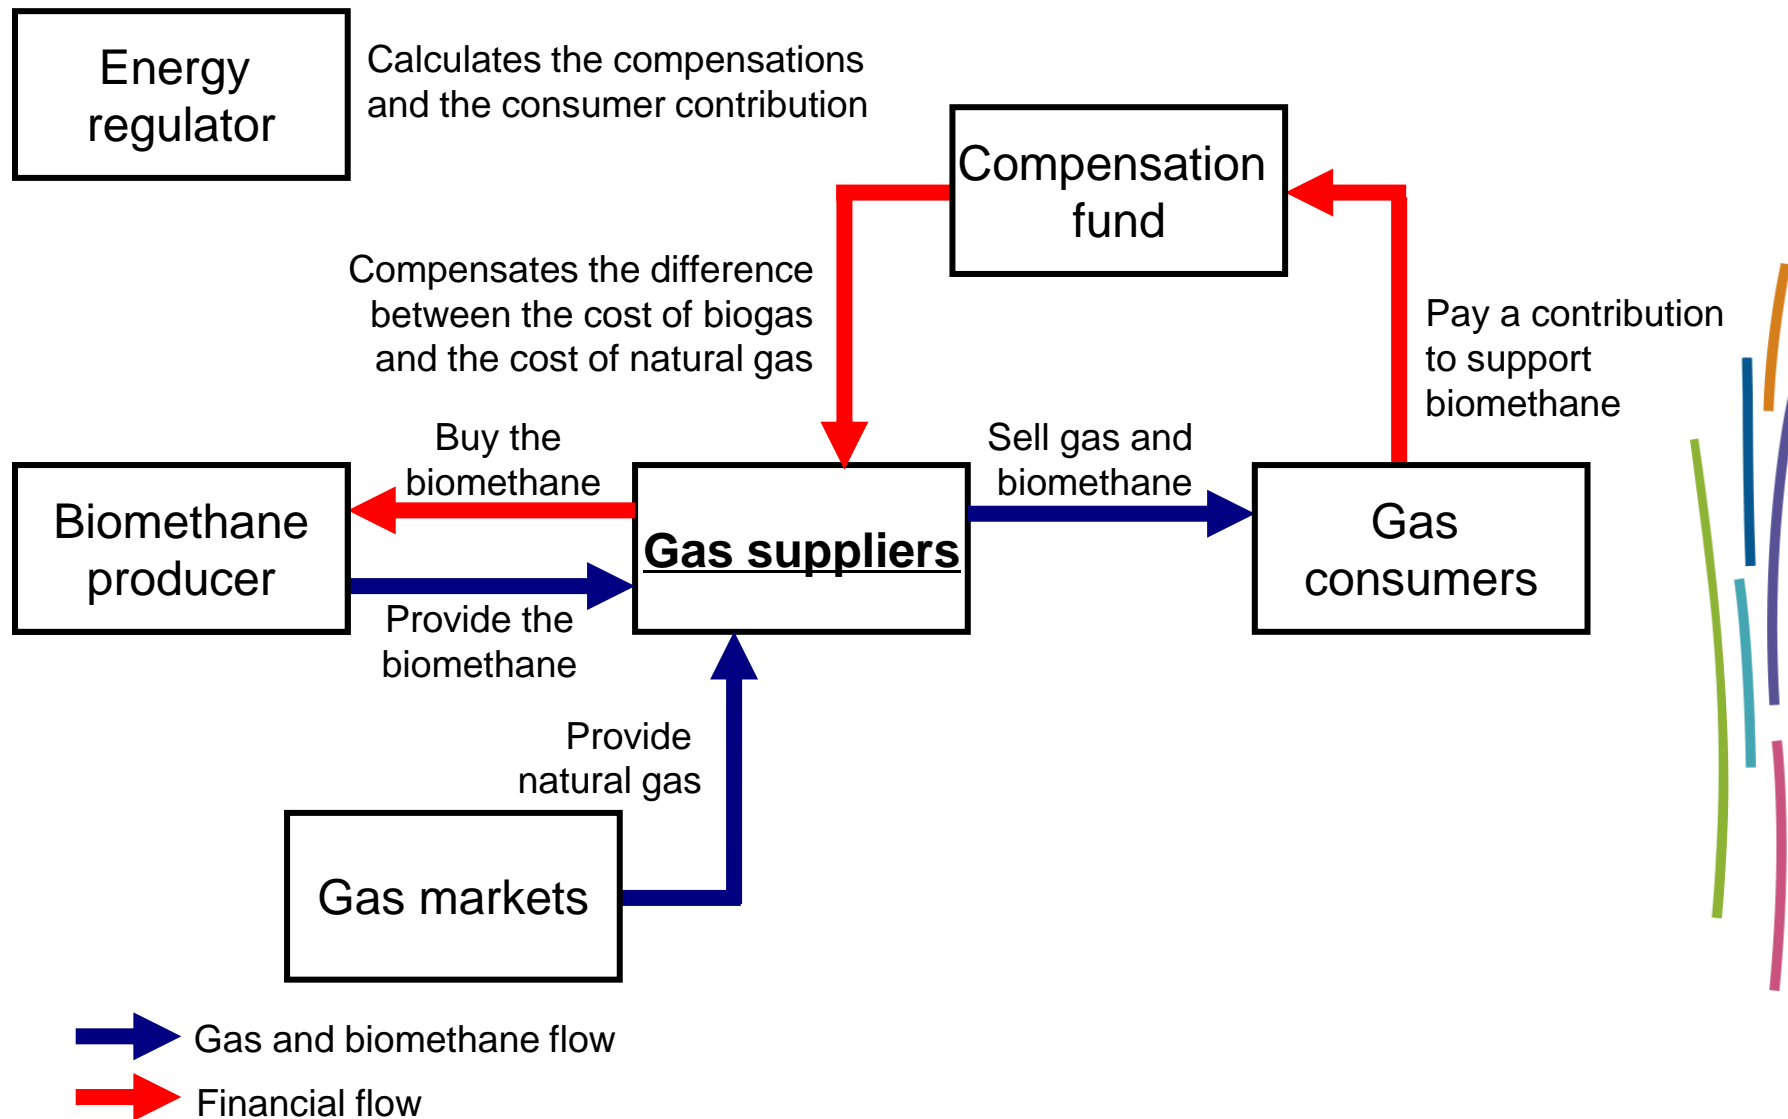 Energy
regulator
Calculates the compensations
and the consumer contribution
Compensation
fund
Compensates the difference
between the cost of biogas
and the cost of natural gas
Pay a contribution
to support
biomethane
Buy the
biomethane
Sell gas and
biomethane
Biomethane
producer
Gas suppliers
Gas
consumers
Provide the
biomethane
Provide
natural gas
Gas markets
Gas and biomethane flow
Financial flow